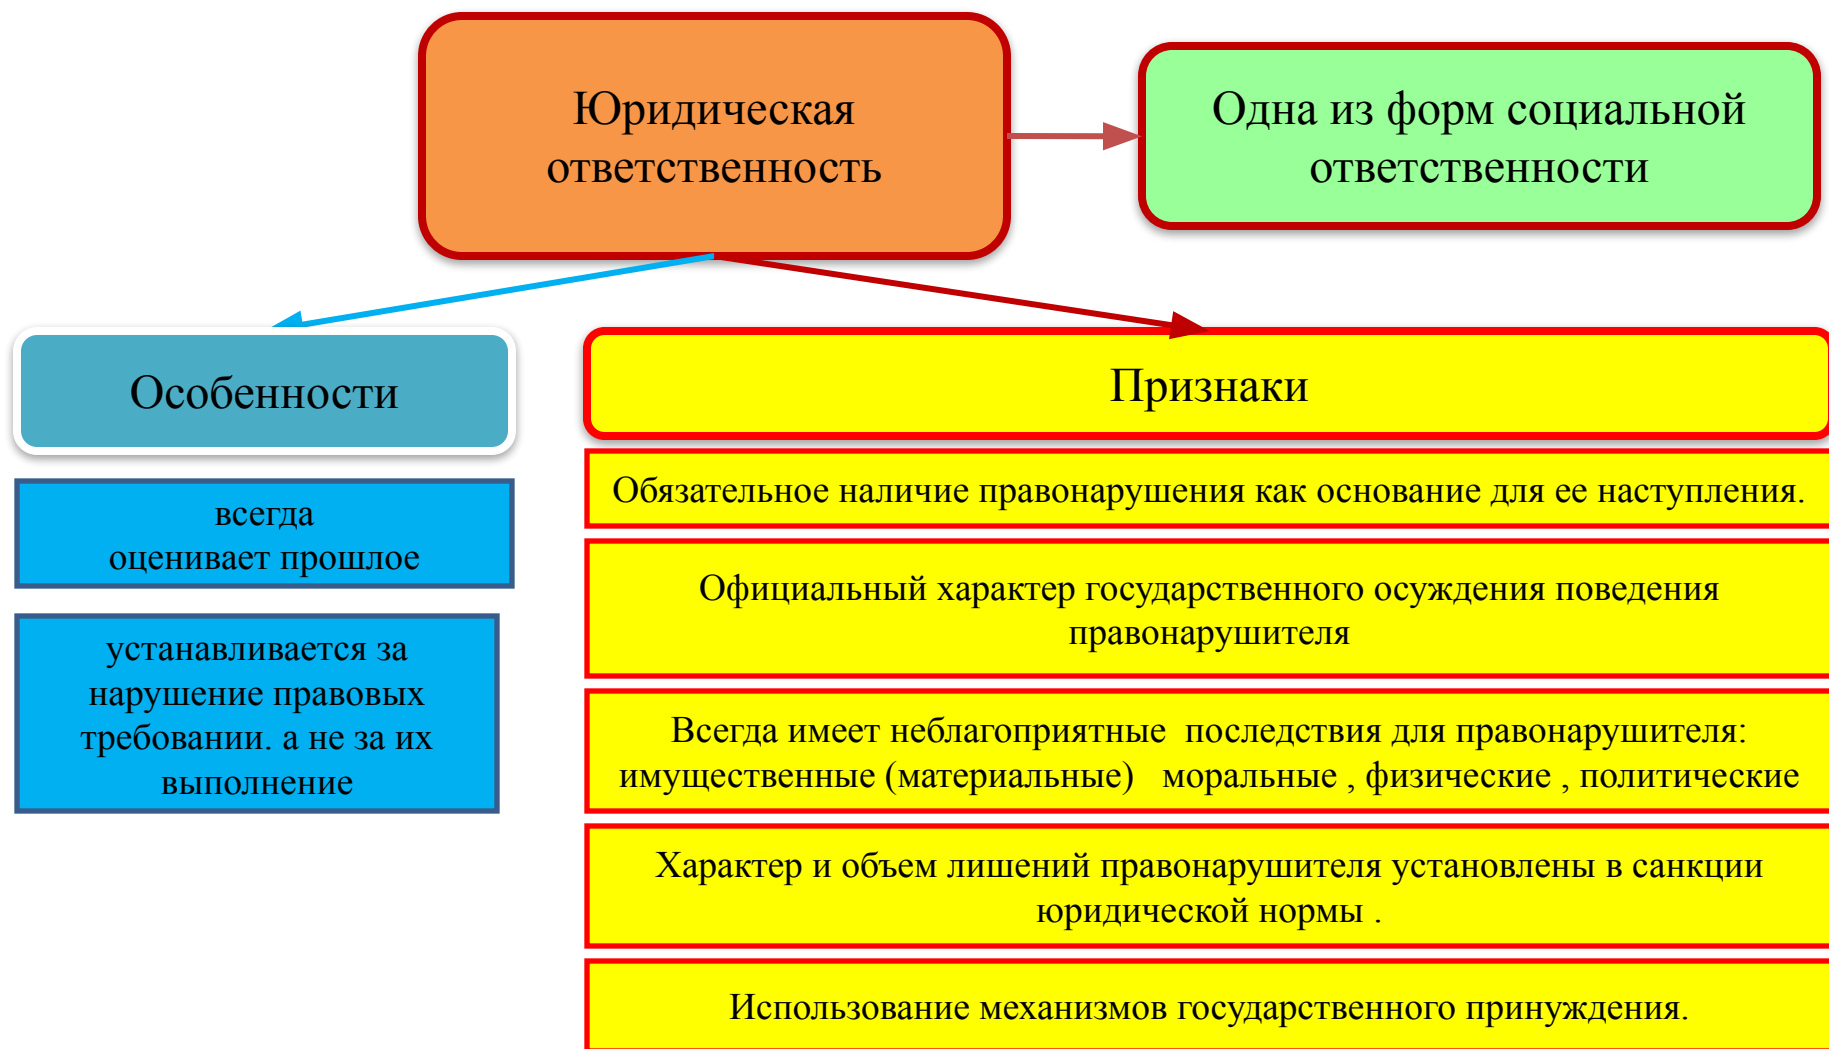 Юридическая
ответственность
Одна из форм социальной
ответственности
Особенности
всегда
оценивает прошлое
устанавливается за
нарушение правовых
требовании. а не за их
выполнение
Признаки
Обязательное наличие правонарушения как основание для ее наступления.
Официальный характер государственного осуждения поведения
правонарушителя
Всегда имеет неблагоприятные  последствия для правонарушителя:
имущественные (материальные)   моральные , физические , политические
Характер и объем лишений правонарушителя установлены в санкции
юридической нормы .
Использование механизмов государственного принуждения.